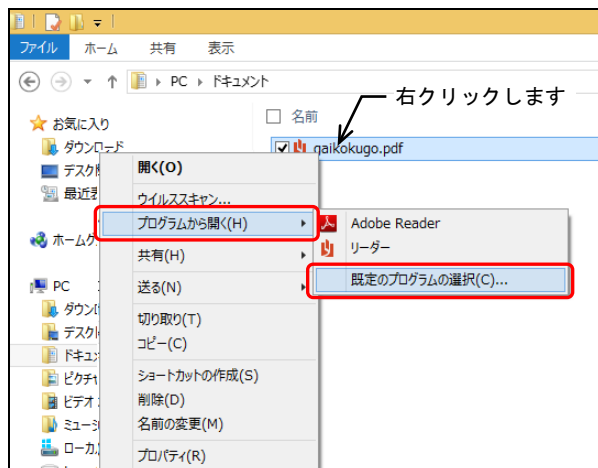 ファイル ホーム 共有 表示
PC ドキュメント
右クリックします
お気に入り
名前
ダウンロード
gaikokugo.pdf
開く(O)
ウイルススキャン...
プログラムから開く(H)
Adobe Reader
リーダー
共有(H)
PC
既定のプログラムの選択(C)...
送る(N)
切り取り(T)
コピー(C)
ショートカットの作成(S)
削除(D)
名前の変更(M)
プロパティ(R)